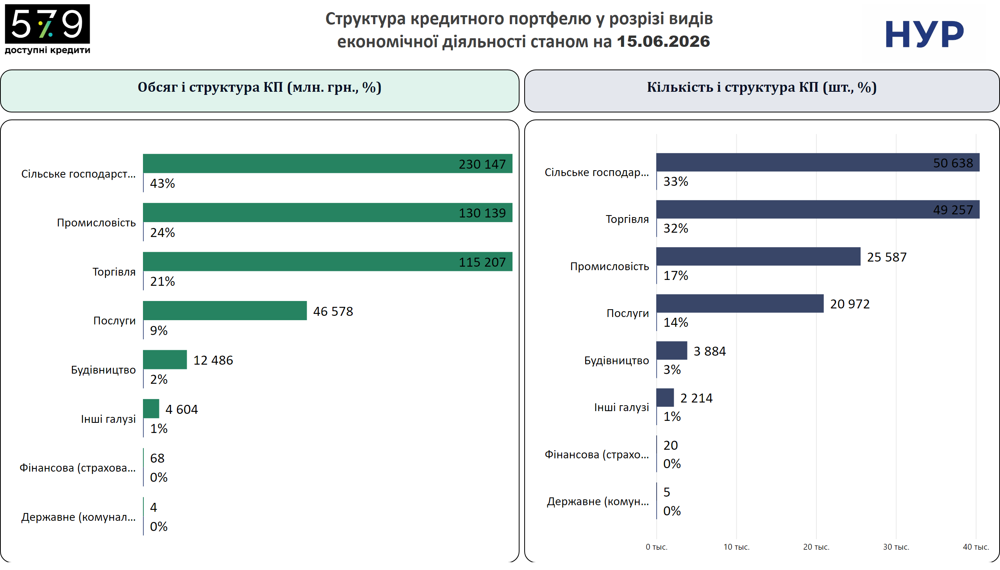 579
доступні кредити
Структура кредитного портфелю у розрізі видів
економічної діяльності станом на 15.06.2026
НУР
Обсяг і структура КП (млн. грн., %)
Сільське господарст...
230 147
43%
Промисловість
130 139
24%
Торгівля
115 207
21%
Послуги
46 578
9%
Будівництво
12 486
2%
Інші галузі
4 604
1%
Фінансова (страхова...
68
0%
Державне (комунал...
4
0%
Кількість і структура КП (шт., %)
Сільське господар...
50 638
33%
Торгівля
49 257
32%
Промисловість
25 587
17%
Послуги
20 972
14%
Будівництво
3 884
3%
Інші галузі
2 214
1%
Фінансова (страхо...
20
0%
Державне (комун...
5
0%
0 тыс. 10 тыс. 20 тыс. 30 тыс. 40 тыс.